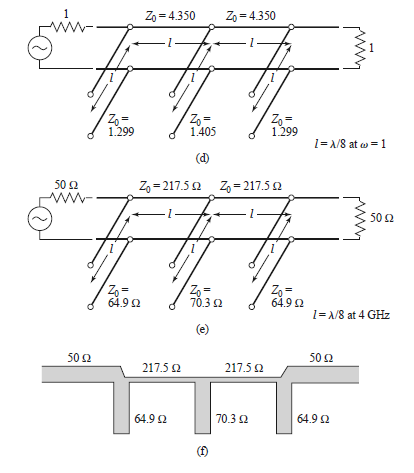 1
Z0 = 4.350 Z0 = 4.350
l l
1
l l l
Z0 = 1.299
Z0 = 1.405
Z0 = 1.299
l = λ/8 at ω = 1
(d)
50 Ω
Z0 = 217.5 Ω Z0 = 217.5 Ω
l l
50 Ω
l l l
Z0 = 64.9 Ω
Z0 = 70.3 Ω
Z0 = 64.9 Ω
l = λ/8 at 4 GHz
(e)
50 Ω 217.5 Ω 217.5 Ω 50 Ω
64.9 Ω 70.3 Ω 64.9 Ω
(f)